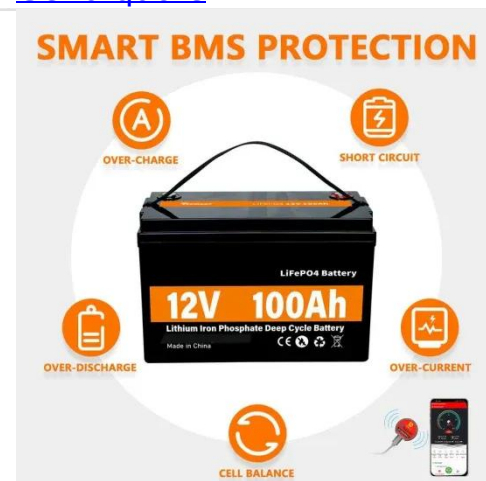 SMART BMS PROTECTION
OVER-CHARGE
SHORT CIRCUIT
LiFePO4 Battery
12V 100Ah
Lithium Iron Phosphate Deep Cycle Battery
Made in China
CE
OVER-DISCHARGE
OVER-CURRENT
CELL BALANCE